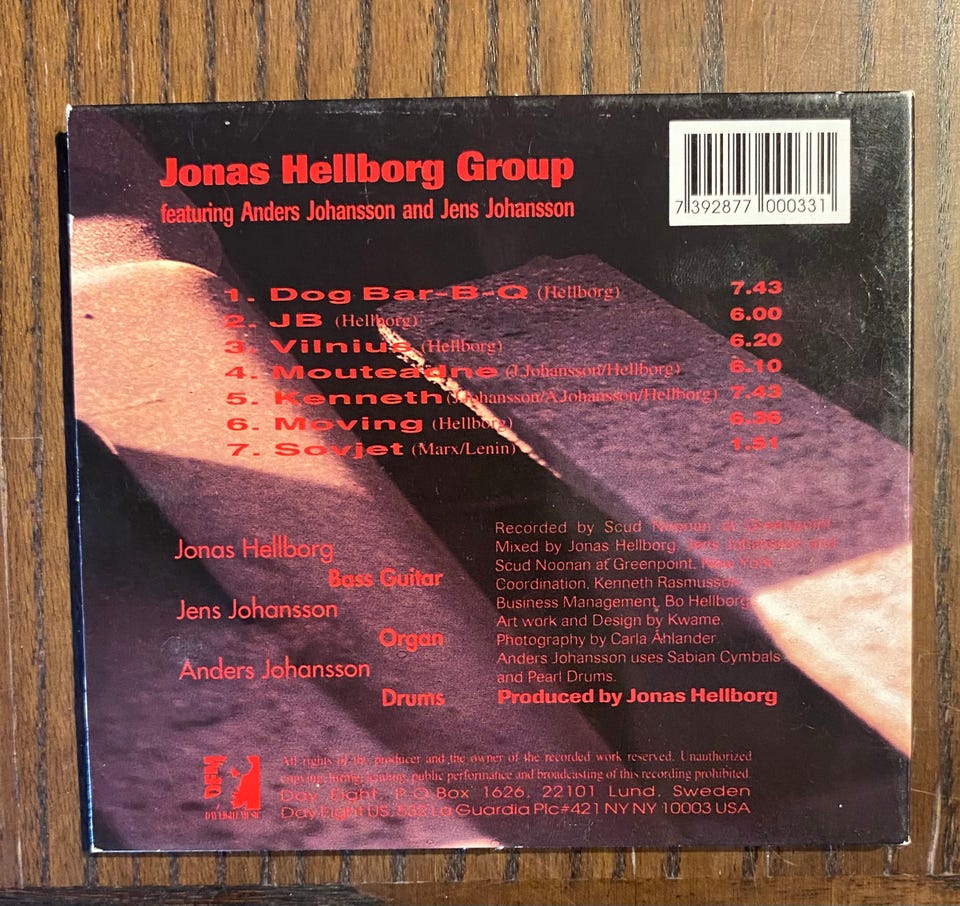 Jonas Hellborg Group
featuring Anders Johansson and Jens Johansson
7 392877 000331
1. Dog Bar-B-Q (Hellborg) 7.43
2. JB (Hellborg) 6.00
3. Vilnius (Hellborg) 6.20
4. Mouteadne (J.Johansson/Hellborg) 6.10
5. Kenneth (J.Johansson/A.Johansson/Hellborg) 7.43
6. Moving (Hellborg) 6.36
7. Sovjet (Marx/Lenin) 1.51
Jonas Hellborg
Bass Guitar
Jens Johansson
Organ
Anders Johansson
Drums
Recorded by Scud Noonan at Greenpoint.
Mixed by Jonas Hellborg, Jens Johansson and
Scud Noonan at Greenpoint, New York
Coordination, Kenneth Rasmusson
Business Management, Bo Hellborg
Art work and Design by Kwame.
Photography by Carla Åhlander.
Anders Johansson uses Sabian Cymbals
and Pearl Drums.
Produced by Jonas Hellborg
DAY EIGHT MUSIC
All rights of the producer and the owner of the recorded work reserved. Unauthorized
copying, hiring, lending, public performance and broadcasting of this recording prohibited.
Day Eight, P.O.Box 1626, 22101 Lund, Sweden
Day Eight US, 532 La Guardia Plc#421 NY NY 10003 USA